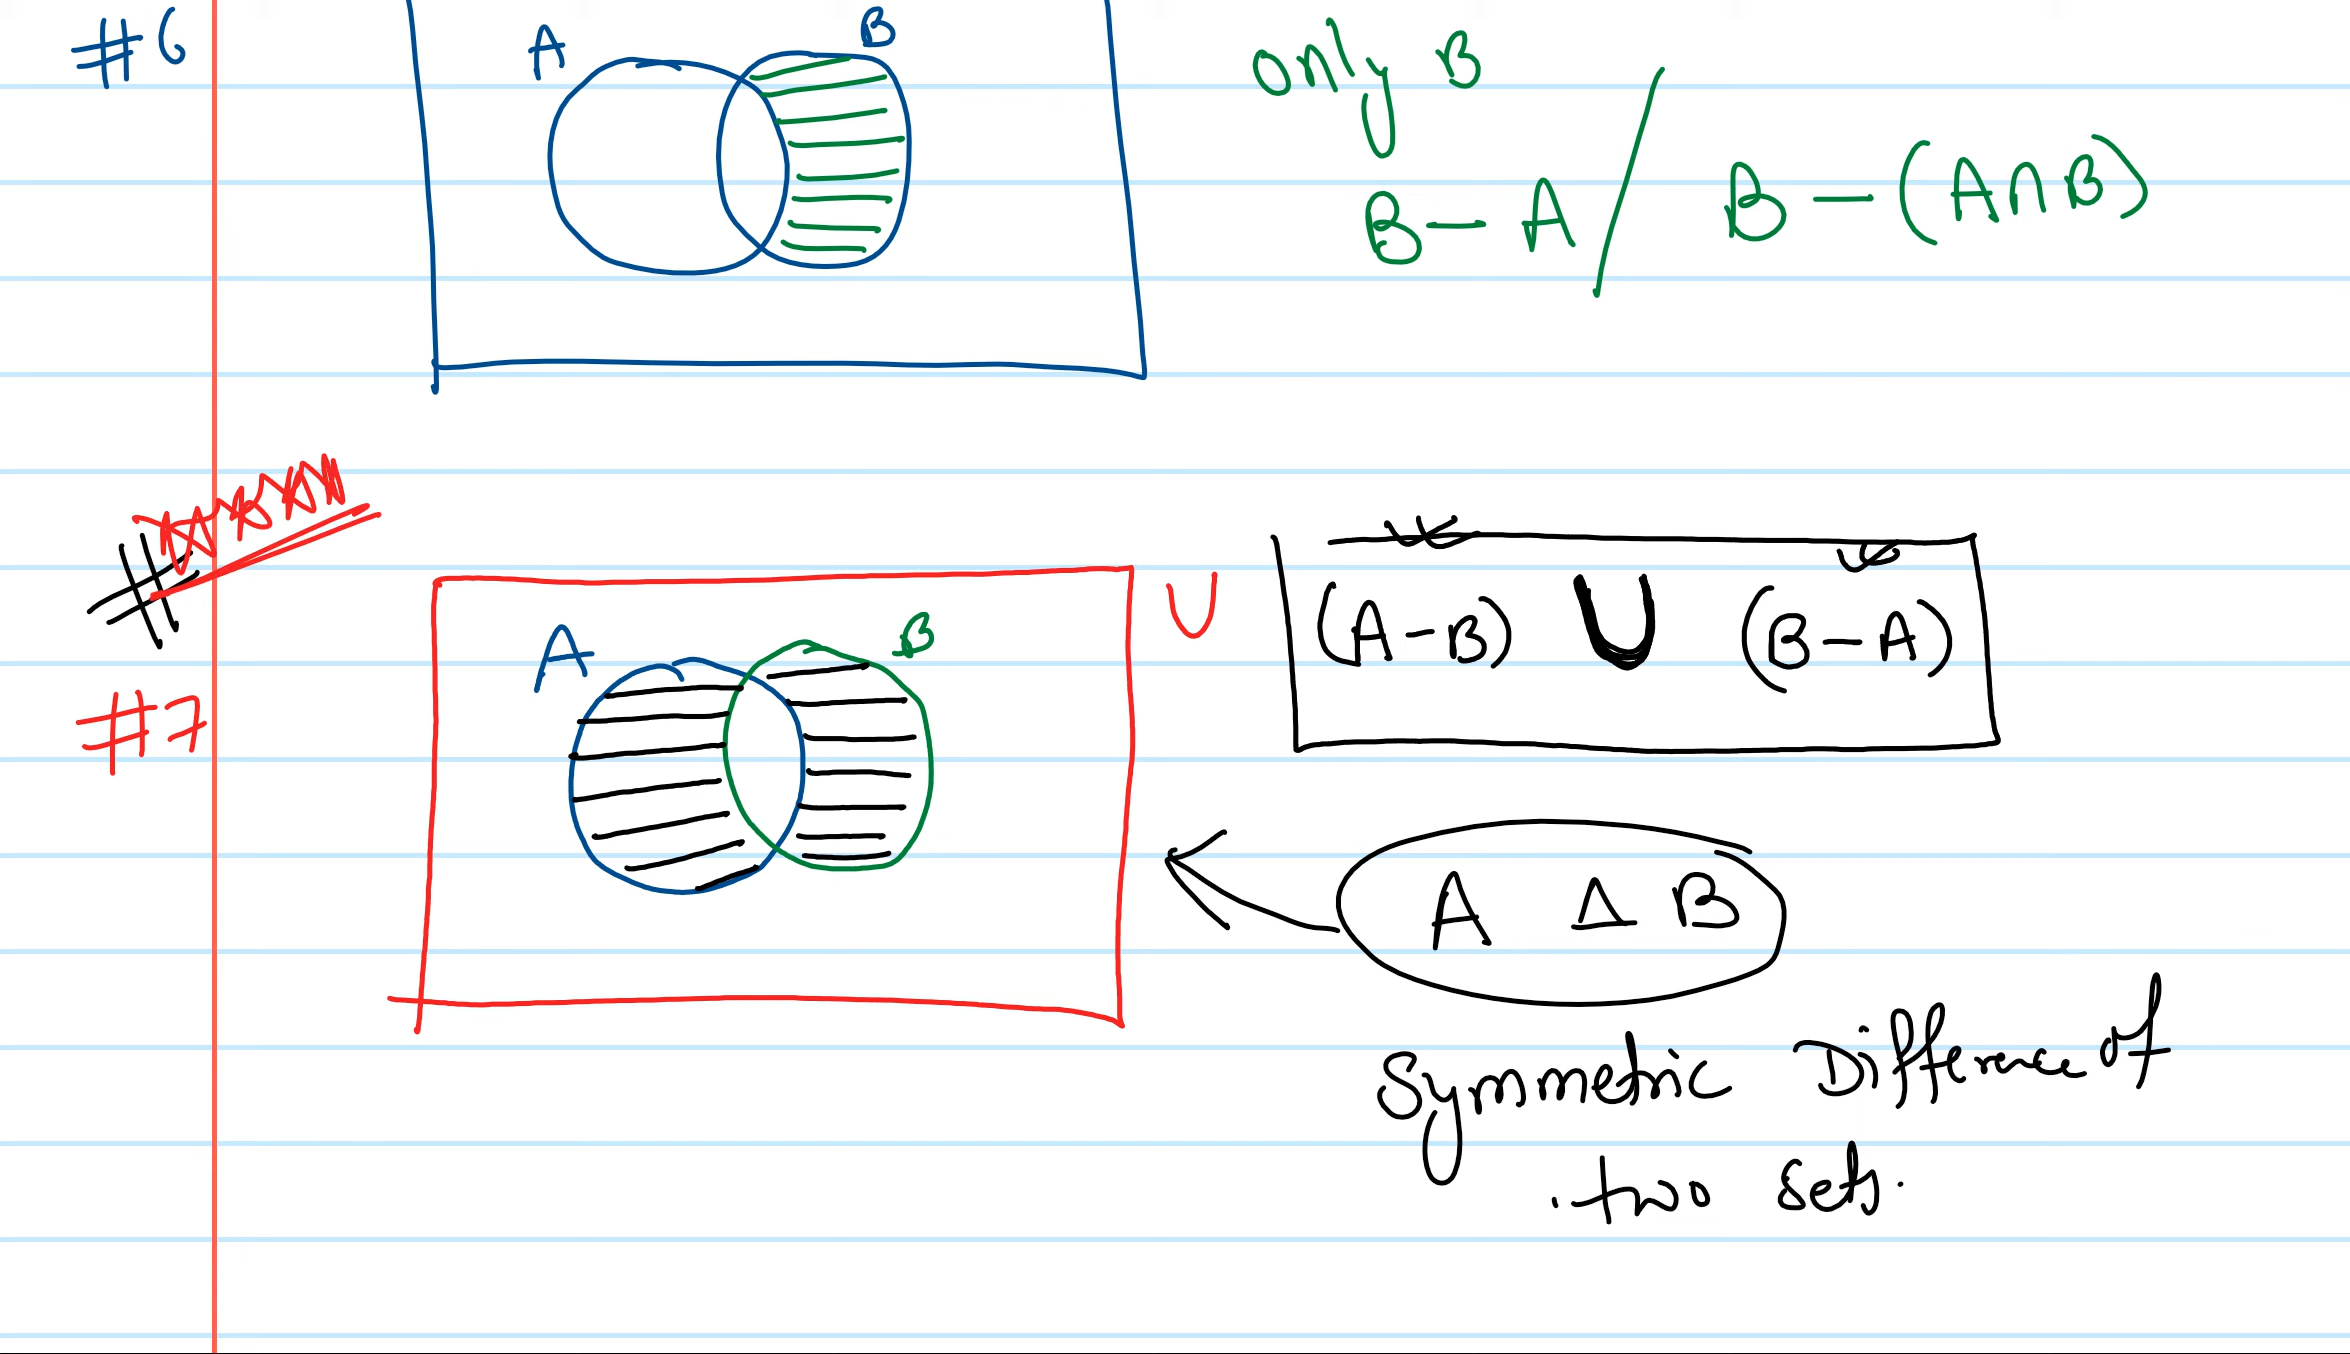 #6
A B
only B
B - A / B - (A∩B)
#
#7
A B U
(A-B) U (B-A)
A Δ B
Symmetric Difference of
two sets.